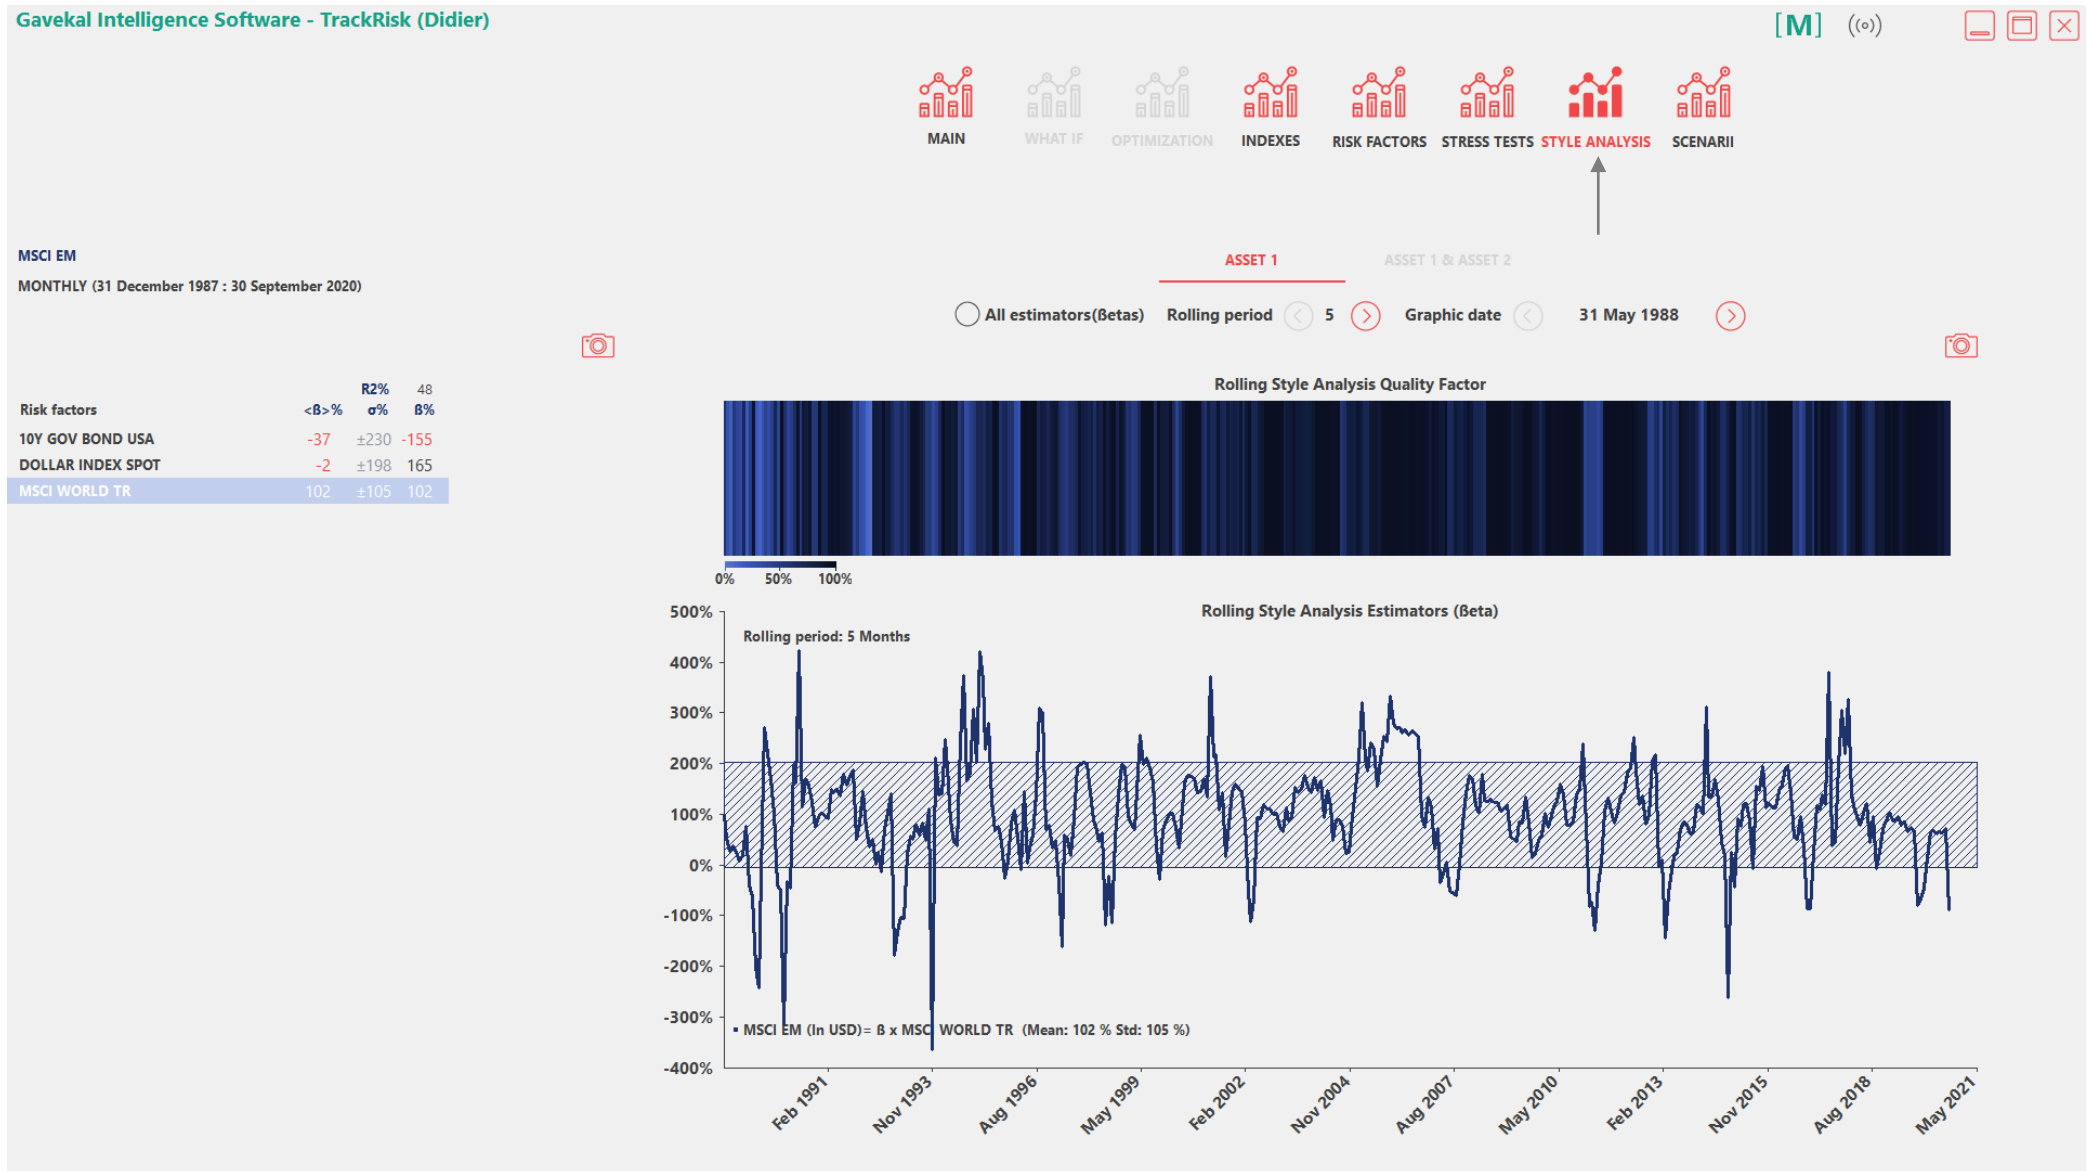 Gavekal Intelligence Software - TrackRisk (Didier)
[M]
MAIN
WHAT IF
OPTIMIZATION
INDEXES
RISK FACTORS
STRESS TESTS
STYLE ANALYSIS
SCENARII
MSCI EM
MONTHLY (31 December 1987 : 30 September 2020)
ASSET 1
ASSET 1 & ASSET 2
All estimators(ßetas)
Rolling period
5
Graphic date
31 May 1988
R2% 48
Risk factors <ß>% σ% ß%
10Y GOV BOND USA -37 ±230 -155
DOLLAR INDEX SPOT -2 ±198 165
MSCI WORLD TR 102 ±105 102
Rolling Style Analysis Quality Factor
0% 50% 100%
Rolling Style Analysis Estimators (ßeta)
Rolling period: 5 Months
500%
400%
300%
200%
100%
0%
-100%
-200%
-300%
-400%
MSCI EM (In USD)= ß x MSCI WORLD TR (Mean: 102 % Std: 105 %)
Feb 1991
Nov 1993
Aug 1996
May 1999
Feb 2002
Nov 2004
Aug 2007
May 2010
Feb 2013
Nov 2015
Aug 2018
May 2021